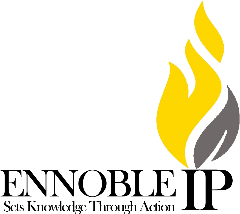 ENNOBLE IP
Sets Knowledge Through Action